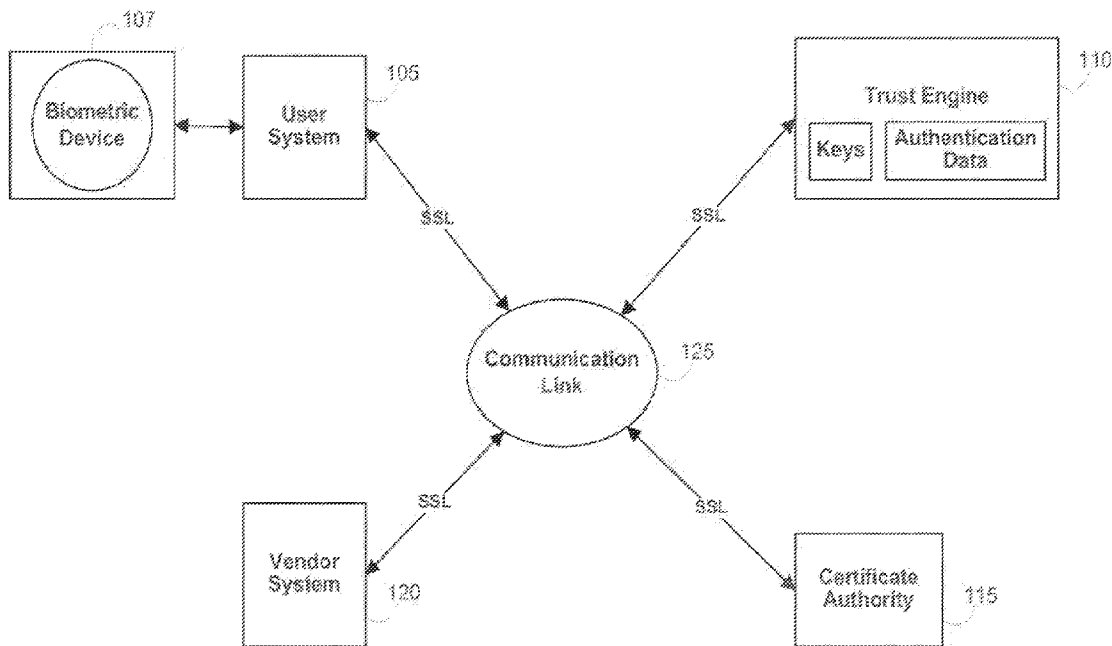 107
Biometric
Device
User
System
105
Trust Engine
Keys
Authentication
Data
110
SSL
SSL
Communication
Link
125
SSL
SSL
Vendor
System
120
Certificate
Authority
115